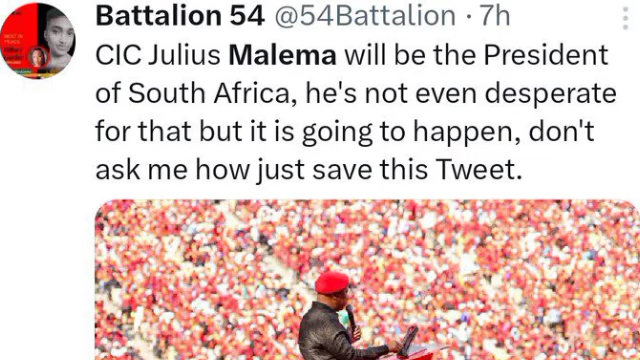 Battalion 54 @54Battalion · 7h
CIC Julius Malema will be the President
of South Africa, he's not even desperate
for that but it is going to happen, don't
ask me how just save this Tweet.